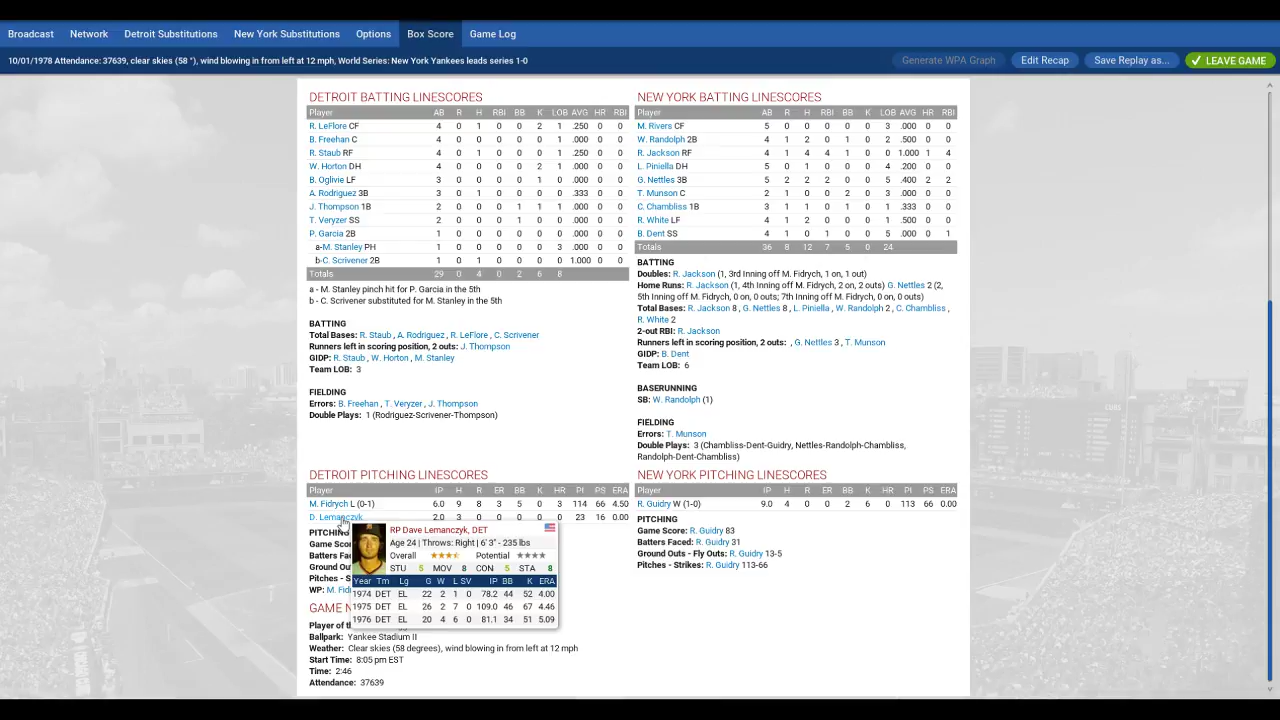 Broadcast Network Detroit Substitutions New York Substitutions Options Box Score Game Log
10/01/1978 Attendance: 37639, clear skies (58 °), wind blowing in from left at 12 mph, World Series: New York Yankees leads series 1-0
Generate WPA Graph Edit Recap Save Replay as... LEAVE GAME
DETROIT BATTING LINESCORES
Player AB R H RBI BB K LOB AVG HR RBI
R. LeFlore CF 4 0 1 0 0 2 1 .250 0 0
B. Freehan C 4 0 0 0 0 0 0 .000 0 0
R. Staub RF 4 0 1 0 0 0 1 .250 0 0
W. Horton DH 4 0 0 0 0 2 1 .000 0 0
B. Oglivie LF 3 0 0 0 0 1 0 .000 0 0
A. Rodriguez 3B 3 0 1 0 0 0 0 .333 0 0
J. Thompson 1B 2 0 0 0 1 1 1 .000 0 0
T. Veryzer SS 2 0 0 0 1 0 0 .000 0 0
P. Garcia 2B 1 0 0 0 0 0 0 .000 0 0
a-M. Stanley PH 1 0 0 0 0 0 3 .000 0 0
b-C. Scrivener 2B 1 0 1 0 0 0 0 1.000 0 0
Totals 29 0 4 0 2 6 8
a - M. Stanley pinch hit for P. Garcia in the 5th
b - C. Scrivener substituted for M. Stanley in the 5th
BATTING
Total Bases: R. Staub , A. Rodriguez , R. LeFlore , C. Scrivener
Runners left in scoring position, 2 outs: J. Thompson
GIDP: R. Staub , W. Horton , M. Stanley
Team LOB: 3
FIELDING
Errors: B. Freehan , T. Veryzer , J. Thompson
Double Plays: 1 (Rodriguez-Scrivener-Thompson)
NEW YORK BATTING LINESCORES
Player AB R H RBI BB K LOB AVG HR RBI
M. Rivers CF 5 0 0 0 0 0 3 .000 0 0
W. Randolph 2B 4 1 2 0 1 0 2 .500 0 0
R. Jackson RF 4 1 4 4 1 0 0 1.000 1 4
L. Piniella DH 5 0 1 0 0 0 4 .200 0 0
G. Nettles 3B 5 2 2 2 0 0 5 .400 2 2
T. Munson C 2 1 0 0 2 0 3 .000 0 0
C. Chambliss 1B 3 1 1 0 1 0 1 .333 0 0
R. White LF 4 1 2 0 0 0 1 .500 0 0
B. Dent SS 4 1 0 1 0 0 5 .000 0 1
Totals 36 8 12 7 5 0 24
BATTING
Doubles: R. Jackson (1, 3rd Inning off M. Fidrych, 1 on, 1 out)
Home Runs: R. Jackson (1, 4th Inning off M. Fidrych, 2 on, 2 outs) G. Nettles 2 (2,
5th Inning off M. Fidrych, 0 on, 0 outs; 7th Inning off M. Fidrych, 0 on, 0 outs)
Total Bases: R. Jackson 8 , G. Nettles 8 , L. Piniella , W. Randolph 2 , C. Chambliss ,
R. White 2
2-out RBI: R. Jackson
Runners left in scoring position, 2 outs: , G. Nettles 3 , T. Munson
GIDP: B. Dent
Team LOB: 6
BASERUNNING
SB: W. Randolph (1)
FIELDING
Errors: T. Munson
Double Plays: 3 (Chambliss-Dent-Guidry, Nettles-Randolph-Chambliss,
Randolph-Dent-Chambliss)
DETROIT PITCHING LINESCORES
Player IP H R ER BB K HR PI PS ERA
M. Fidrych L (0-1) 6.0 9 8 3 5 0 3 114 66 4.50
D. Lemanczyk 2.0 3 0 0 0 0 0 23 16 0.00
PITCHING
Game Scor
Batters Fa
Ground Ou
Pitches - S
WP: M. Fid
RP Dave Lemanczyk, DET
Age 24 | Throws: Right | 6' 3" - 235 lbs
Overall Potential
STU 5 MOV 8 CON 5 STA 8
Year Tm Lg G W L SV IP BB K ERA
1974 DET EL 22 2 1 0 78.2 44 52 4.00
1975 DET EL 26 2 7 0 109.0 46 67 4.46
1976 DET EL 20 4 6 0 81.1 34 51 5.09
GAME N
Player of th
Ballpark: Yankee Stadium II
Weather: Clear skies (58 degrees), wind blowing in from left at 12 mph
Start Time: 8:05 pm EST
Time: 2:46
Attendance: 37639
NEW YORK PITCHING LINESCORES
Player IP H R ER BB K HR PI PS ERA
R. Guidry W (1-0) 9.0 4 0 0 2 6 0 113 66 0.00
PITCHING
Game Score: R. Guidry 83
Batters Faced: R. Guidry 31
Ground Outs - Fly Outs: R. Guidry 13-5
Pitches - Strikes: R. Guidry 113-66